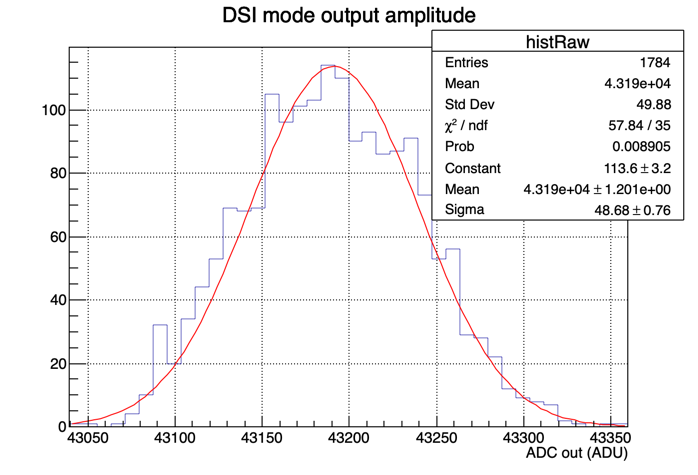 DSI mode output amplitude
histRaw
Entries 1784
Mean 4.319e+04
Std Dev 49.88
χ² / ndf 57.84 / 35
Prob 0.008905
Constant 113.6 ± 3.2
Mean 4.319e+04 ± 1.201e+00
Sigma 48.68 ± 0.76
100
80
60
40
20
0
43050 43100 43150 43200 43250 43300 43350
ADC out (ADU)